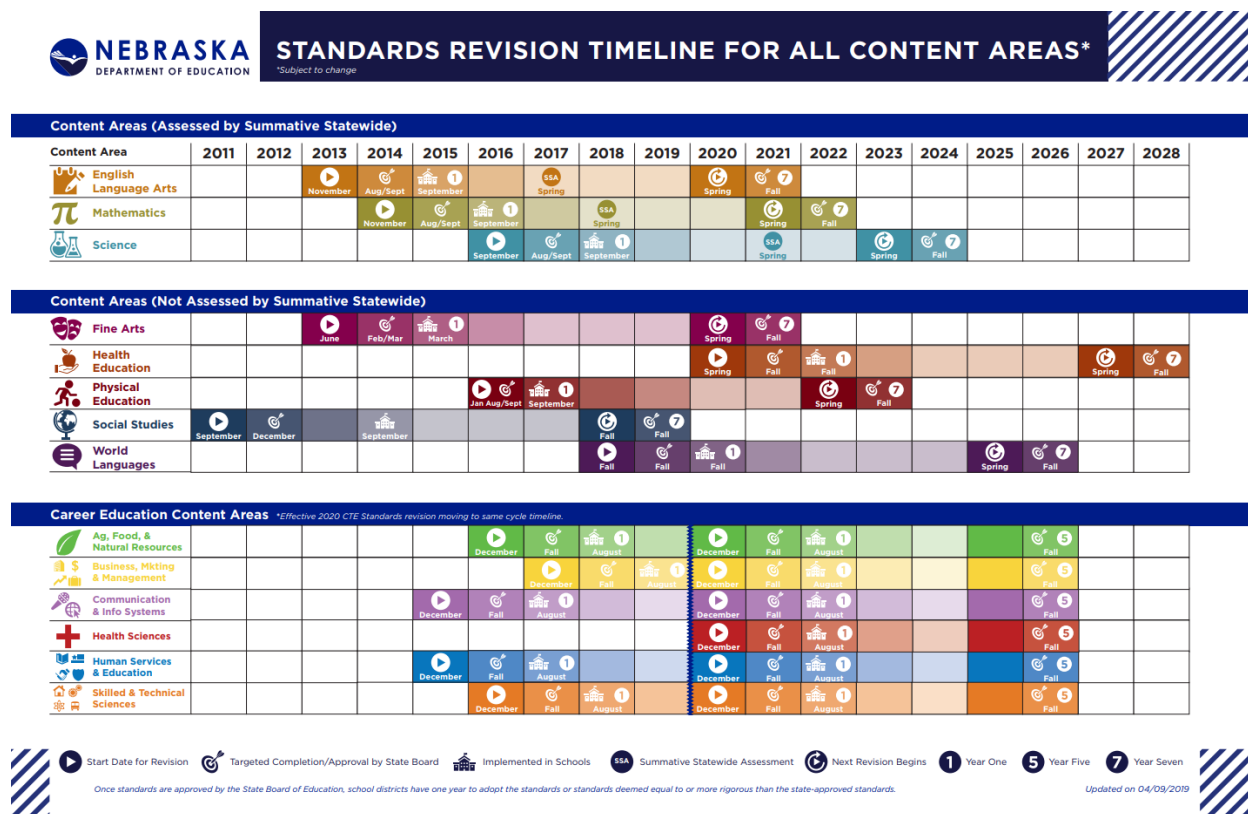 NEBRASKA
DEPARTMENT OF EDUCATION
STANDARDS REVISION TIMELINE FOR ALL CONTENT AREAS*
*Subject to change
Content Areas (Assessed by Summative Statewide)
Content Area 2011 2012 2013 2014 2015 2016 2017 2018 2019 2020 2021 2022 2023 2024 2025 2026 2027 2028
English Language Arts 1 SSA 7
November Aug/Sept September Spring Spring Fall
Mathematics 1 SSA 7
November Aug/Sept September Spring Spring Fall
Science 1 SSA 7
September Aug/Sept September Spring Spring Fall
Content Areas (Not Assessed by Summative Statewide)
Fine Arts 1 7
June Feb/Mar March Spring Fall
Health Education 1 7
Spring Fall Fall Spring Fall
Physical Education 1 7
Jan Aug/Sept September Spring Fall
Social Studies 7
September December September Fall Fall
World Languages 1 7
Fall Fall Fall Spring Fall
Career Education Content Areas *Effective 2020 CTE Standards revision moving to same cycle timeline.
Ag, Food, & Natural Resources 1 1 5
December Fall August December Fall August Fall
Business, Mkting & Management 1 1 5
December Fall August December Fall August Fall
Communication & Info Systems 1 1 5
December Fall August December Fall August Fall
Health Sciences 1 5
December Fall August Fall
Human Services & Education 1 1 5
December Fall August December Fall August Fall
Skilled & Technical Sciences 1 1 5
December Fall August December Fall August Fall
Start Date for Revision Targeted Completion/Approval by State Board Implemented in Schools SSA Summative Statewide Assessment Next Revision Begins 1 Year One 5 Year Five 7 Year Seven
Once standards are approved by the State Board of Education, school districts have one year to adopt the standards or standards deemed equal to or more rigorous than the state-approved standards. Updated on 04/09/2019